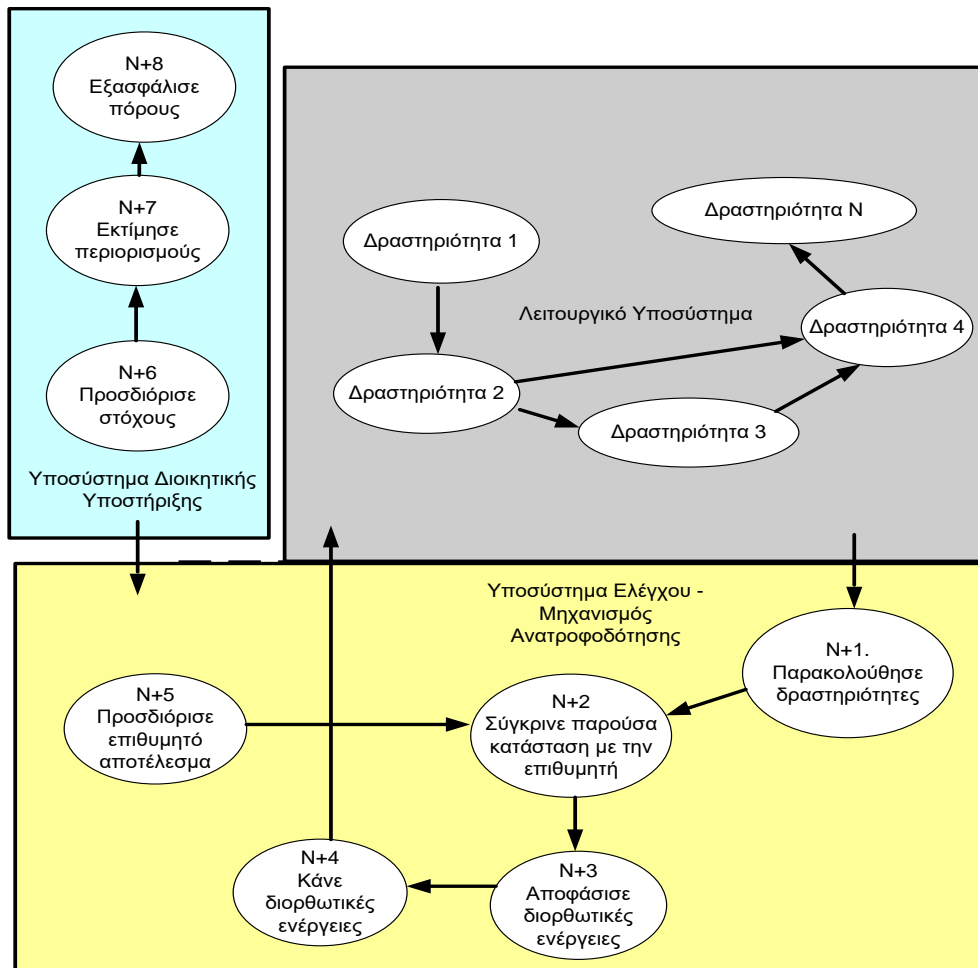 N+8
Εξασφάλισε
πόρους
N+7
Εκτίμησε
περιορισμούς
N+6
Προσδιόρισε
στόχους
Υποσύστημα Διοικητικής
Υποστήριξης
Δραστηριότητα 1
Δραστηριότητα N
Λειτουργικό Υποσύστημα
Δραστηριότητα 4
Δραστηριότητα 2
Δραστηριότητα 3
Υποσύστημα Ελέγχου -
Μηχανισμός
Ανατροφοδότησης
N+1.
Παρακολούθησε
δραστηριότητες
N+5
Προσδιόρισε
επιθυμητό
αποτέλεσμα
N+2
Σύγκρινε παρούσα
κατάσταση με την
επιθυμητή
N+4
Κάνε
διορθωτικές
ενέργειες
N+3
Αποφάσισε
διορθωτικές
ενέργειες